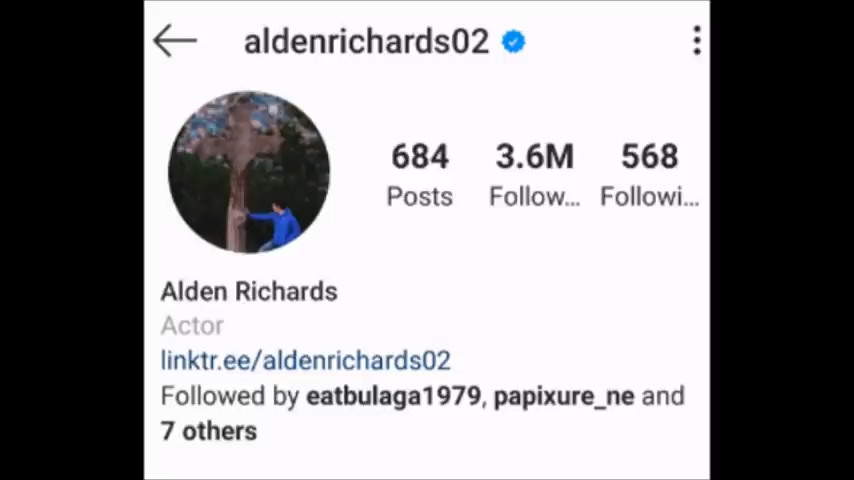 aldenrichards02
684 3.6M 568
Posts Follow... Followi...
Alden Richards
Actor
linktr.ee/aldenrichards02
Followed by eatbulaga1979, papixure_ne and
7 others